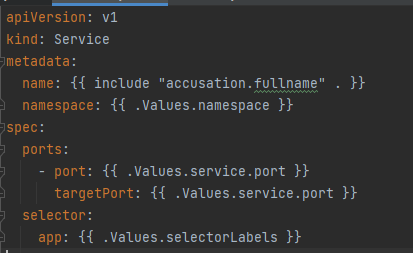 apiVersion: v1
kind: Service
metadata:
  name: {{ include "accusation.fullname" . }}
  namespace: {{ .Values.namespace }}
spec:
  ports:
    - port: {{ .Values.service.port }}
      targetPort: {{ .Values.service.port }}
  selector:
    app: {{ .Values.selectorLabels }}